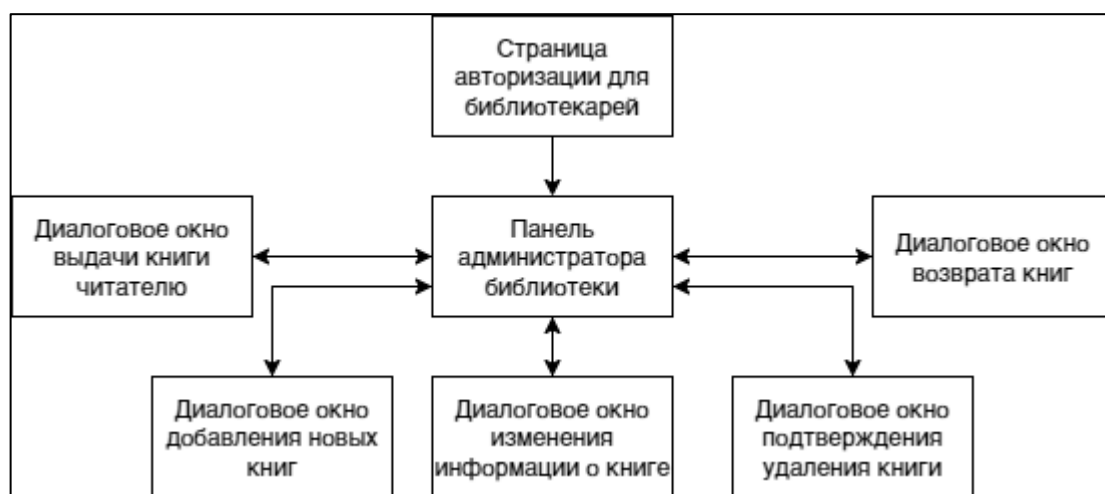 Страница
авторизации для
библиотекарей
Диалоговое окно
выдачи книги
читателю
Панель
администратора
библиотеки
Диалоговое окно
возврата книг
Диалоговое окно
добавления новых
книг
Диалоговое окно
изменения
информации о книге
Диалоговое окно
подтверждения
удаления книги